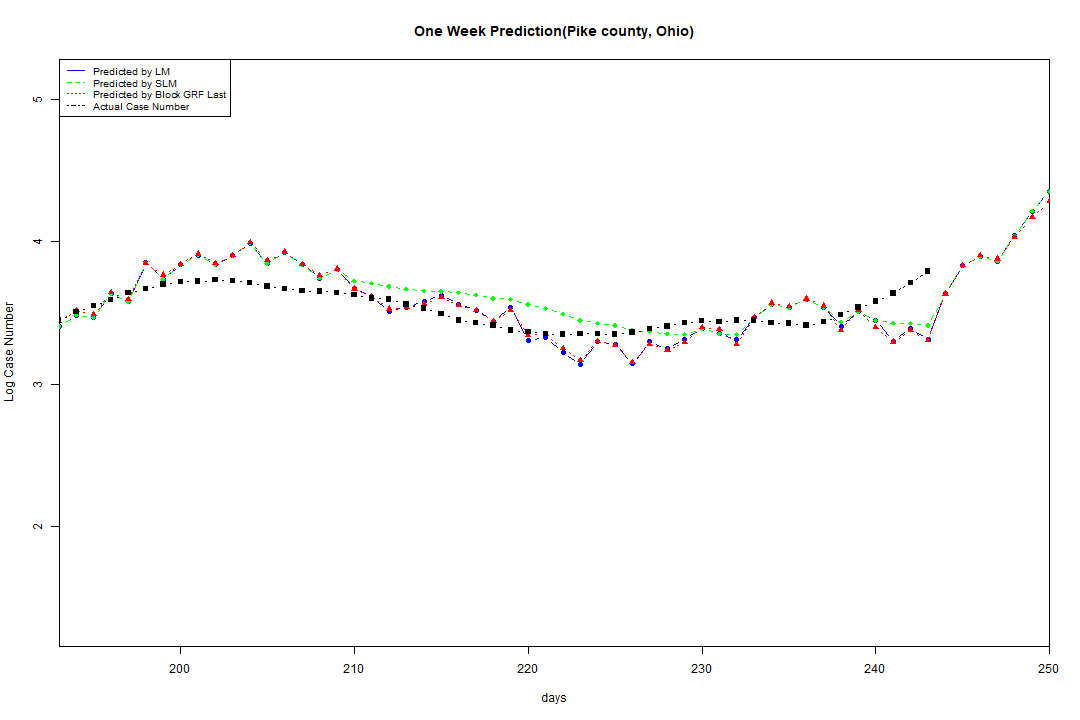 One Week Prediction(Pike county, Ohio)
Predicted by LM
Predicted by SLM
Predicted by Block GRF Last
Actual Case Number
5
4
3
2
Log Case Number
200 210 220 230 240 250
days